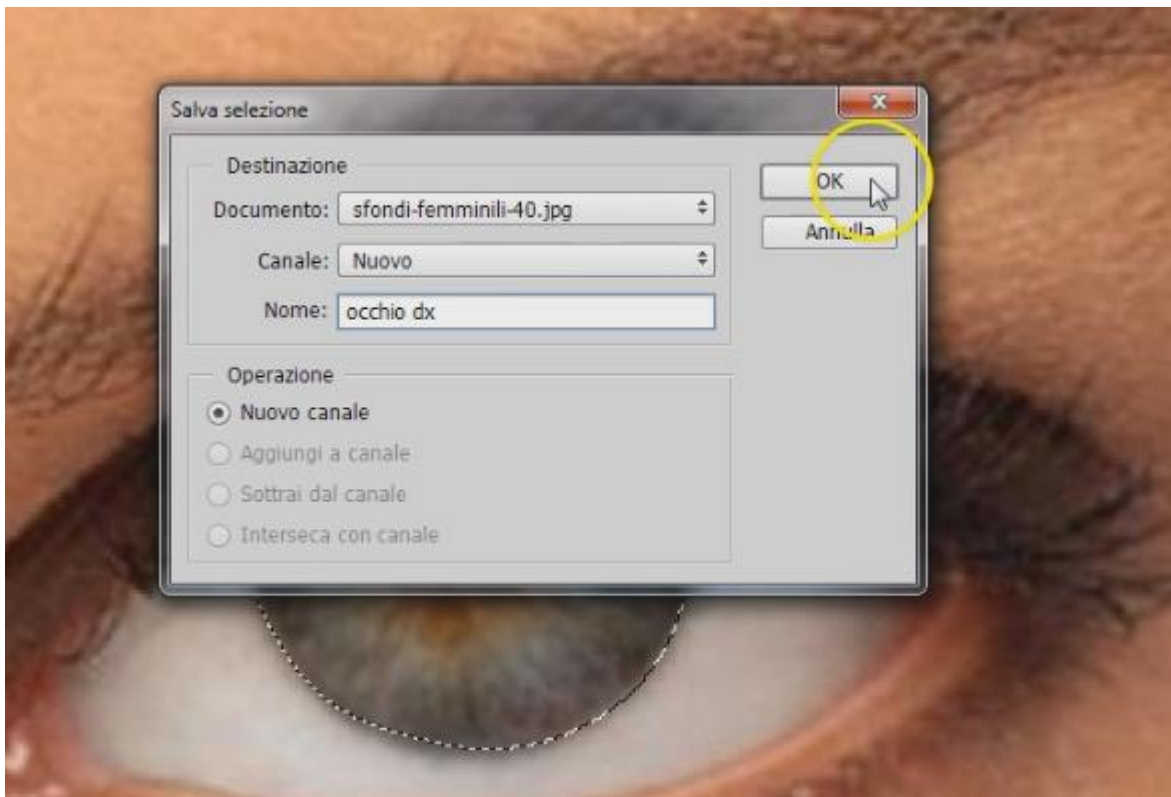 Salva selezione
Destinazione
Documento: sfondi-femminili-40.jpg
Canale: Nuovo
Nome: occhio dx
OK
Annulla
Operazione
Nuovo canale
Aggiungi a canale
Sottrai dal canale
Interseca con canale